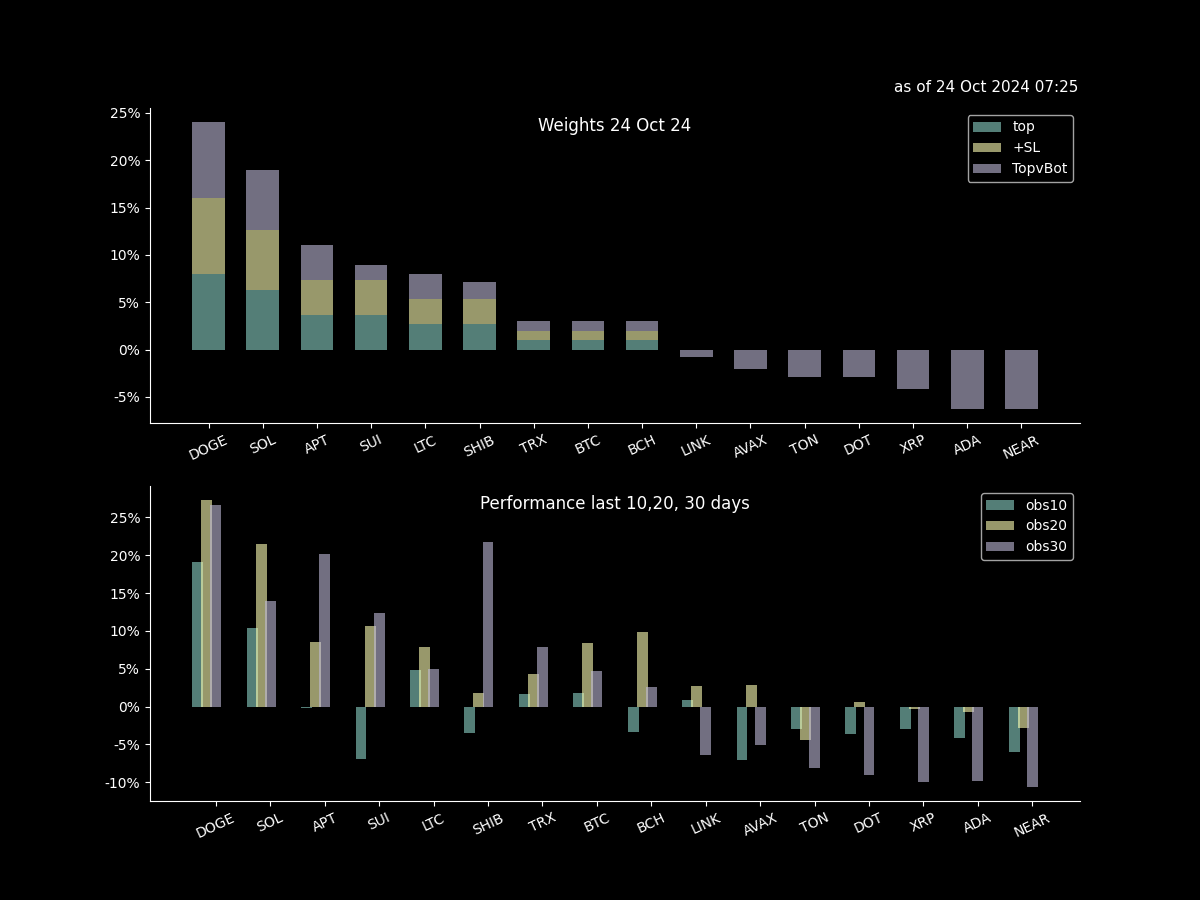 as of 24 Oct 2024 07:25
Weights 24 Oct 24
top
+SL
TopvBot
25%
20%
15%
10%
5%
0%
-5%
DOGE SOL APT SUI LTC SHIB TRX BTC BCH LINK AVAX TON DOT XRP ADA NEAR
Performance last 10,20, 30 days
obs10
obs20
obs30
25%
20%
15%
10%
5%
0%
-5%
-10%
DOGE SOL APT SUI LTC SHIB TRX BTC BCH LINK AVAX TON DOT XRP ADA NEAR